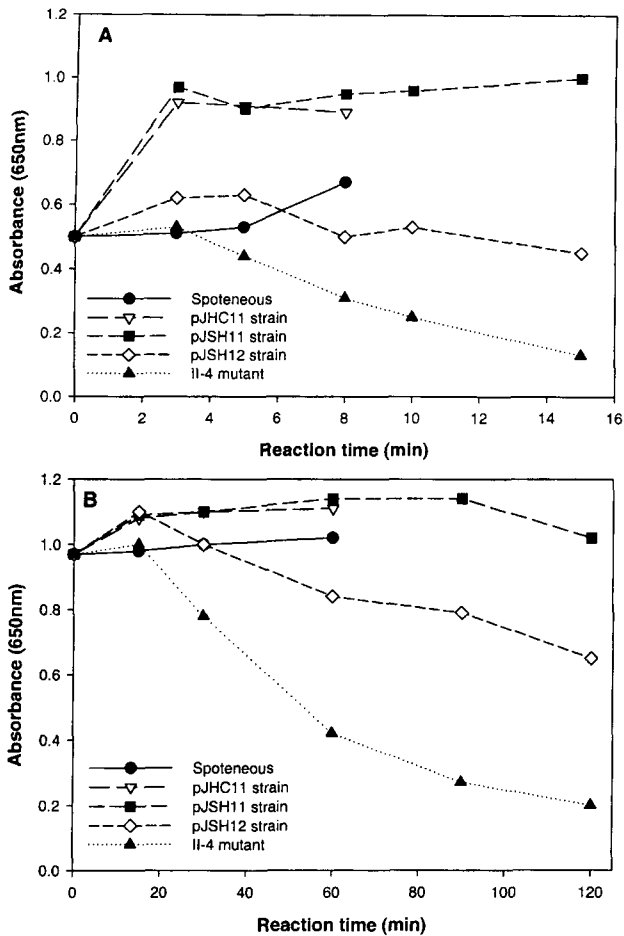 A
1.2
1.0
0.8
0.6
0.4
0.2
0.0
Absorbance (650nm)
Spoteneous
pJHC11 strain
pJSH11 strain
pJSH12 strain
II-4 mutant
0 2 4 6 8 10 12 14 16
Reaction time (min)
B
1.2
1.0
0.8
0.6
0.4
0.2
0.0
Absorbance (650nm)
Spoteneous
pJHC11 strain
pJSH11 strain
pJSH12 strain
II-4 mutant
0 20 40 60 80 100 120
Reaction time (min)